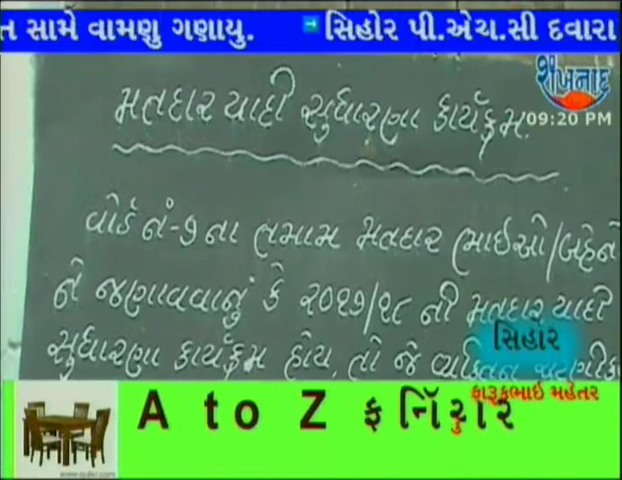 ત સામે વામણુ ગણાયુ. સિહોર પી.એચ.સી દવારા
શંખનાદ
09:20 PM
મતદાર યાદી સુધારણા કાર્યક્રમ.
વોર્ડ નં-૭ ના તમામ મતદાર ભાઇઓ/બહેનો
ને જણાવવાનું કે ૨૦૧૭/૧૮ ની મતદાર યાદી
સિહોર
સુધારણા કાર્યક્રમ હોય, તો જે
ફારૂકભાઇ મહેતર
A to Z ફર્નિચર